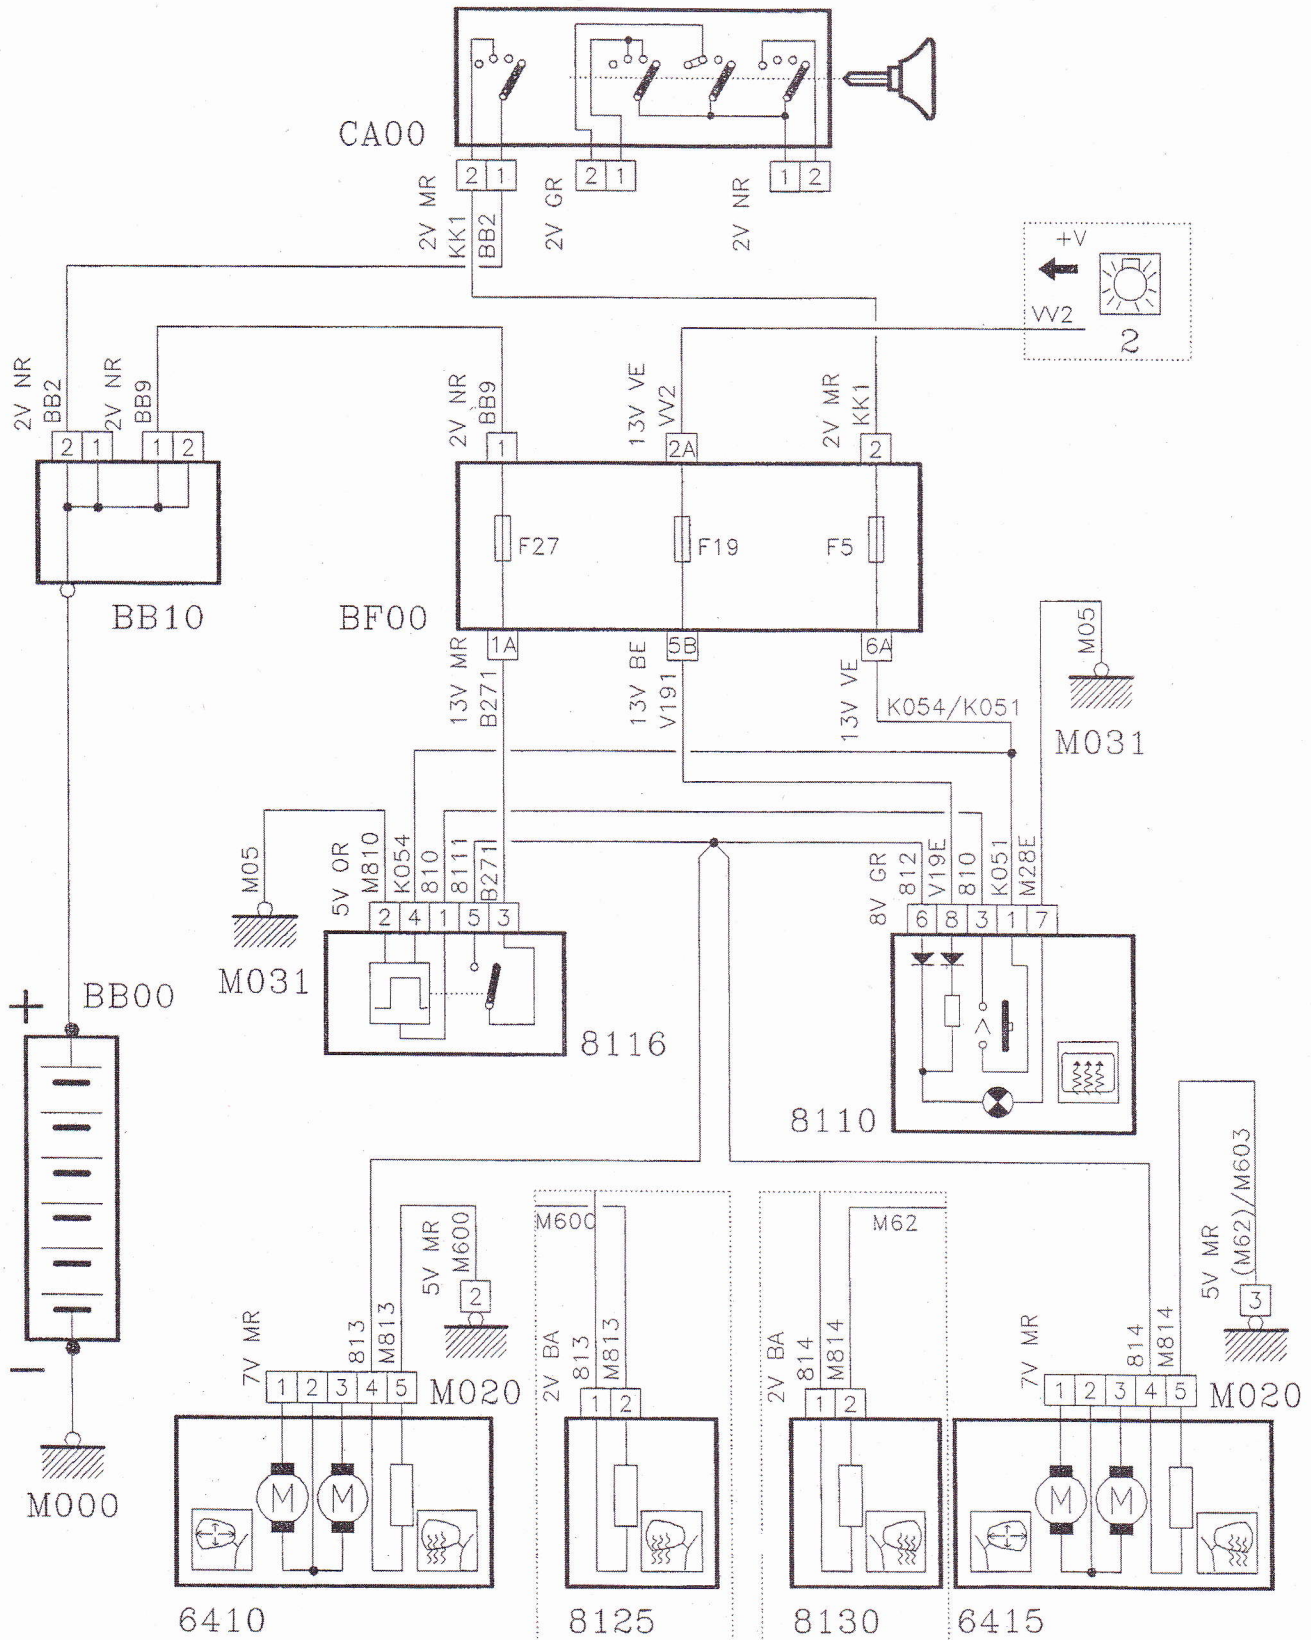 CA00
2 1
2 1
1 2
2V MR
KK1
BB2
2V GR
2V NR
+V
VV2
2
2V NR
BB2
2V NR
BB9
2V NR
BB9
13V VE
VV2
2V MR
KK1
2 1
1 2
1
2A
2
F27
F19
F5
BB10
BF00
1A
5B
6A
13V MR
B271
13V BE
V191
13V VE
K054/K051
M05
M031
M05
5V OR
M810
K054
810
8111
B271
8V GR
812
V19E
810
K051
M28E
2 4 1 5 3
6 8 3 1 7
M031
+
BB00
8116
8110
M600
M62
5V MR
M600
5V MR
(M62)/M603
2
3
–
7V MR
813
M813
2V BA
813
M813
2V BA
814
M814
7V MR
814
M814
1 2 3 4 5
M020
1 2
1 2
1 2 3 4 5
M020
M000
M M
M M
6410
8125
8130
6415